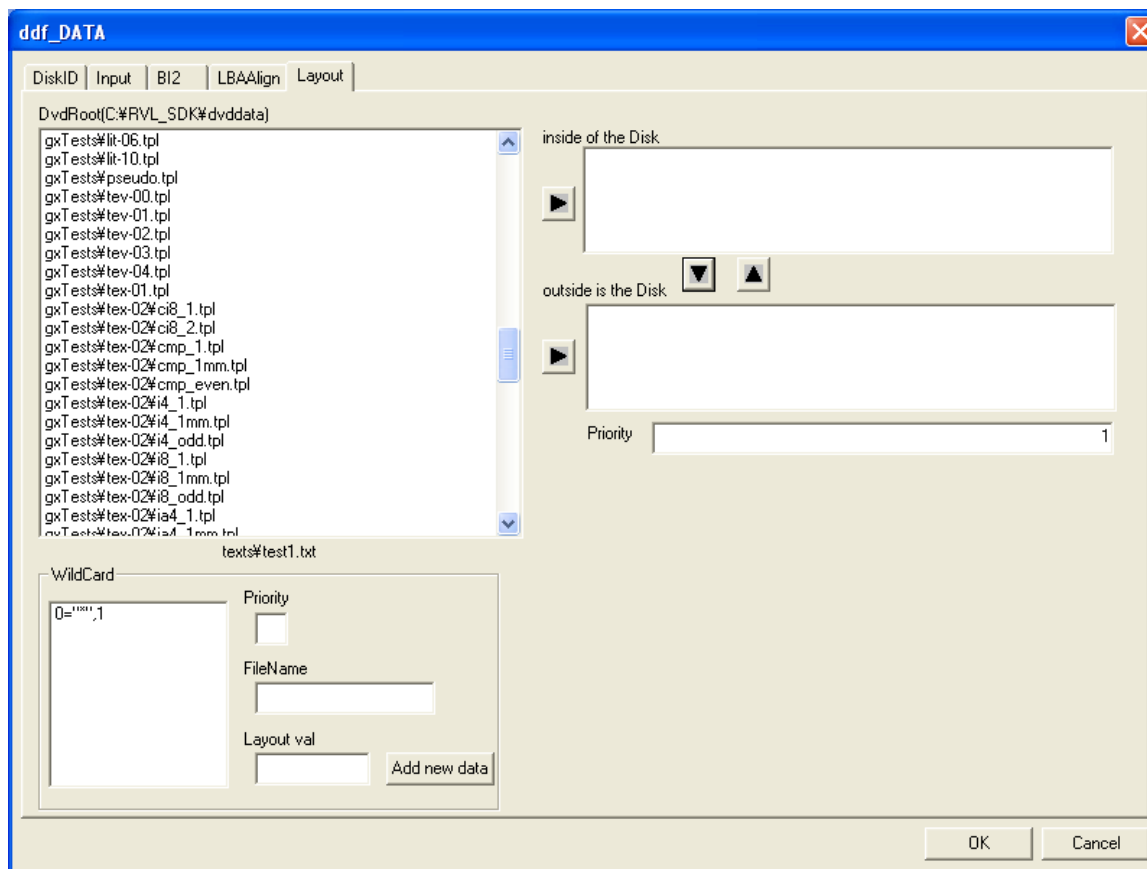 ddf_DATA
DiskID Input BI2 LBAAlign Layout
DvdRoot(C:¥RVL_SDK¥dvddata)
gxTests¥lit-06.tpl
gxTests¥lit-10.tpl
gxTests¥pseudo.tpl
gxTests¥tev-00.tpl
gxTests¥tev-01.tpl
gxTests¥tev-02.tpl
gxTests¥tev-03.tpl
gxTests¥tev-04.tpl
gxTests¥tex-01.tpl
gxTests¥tex-02¥ci8_1.tpl
gxTests¥tex-02¥ci8_2.tpl
gxTests¥tex-02¥cmp_1.tpl
gxTests¥tex-02¥cmp_1mm.tpl
gxTests¥tex-02¥cmp_even.tpl
gxTests¥tex-02¥i4_1.tpl
gxTests¥tex-02¥i4_1mm.tpl
gxTests¥tex-02¥i4_odd.tpl
gxTests¥tex-02¥i8_1.tpl
gxTests¥tex-02¥i8_1mm.tpl
gxTests¥tex-02¥i8_odd.tpl
gxTests¥tex-02¥ia4_1.tpl
gxTests¥tex-02¥ia4_1mm.tpl
texts¥test1.txt
inside of the Disk
outside is the Disk
Priority 1
WildCard
0="*",1
Priority
FileName
Layout val
Add new data
OK Cancel